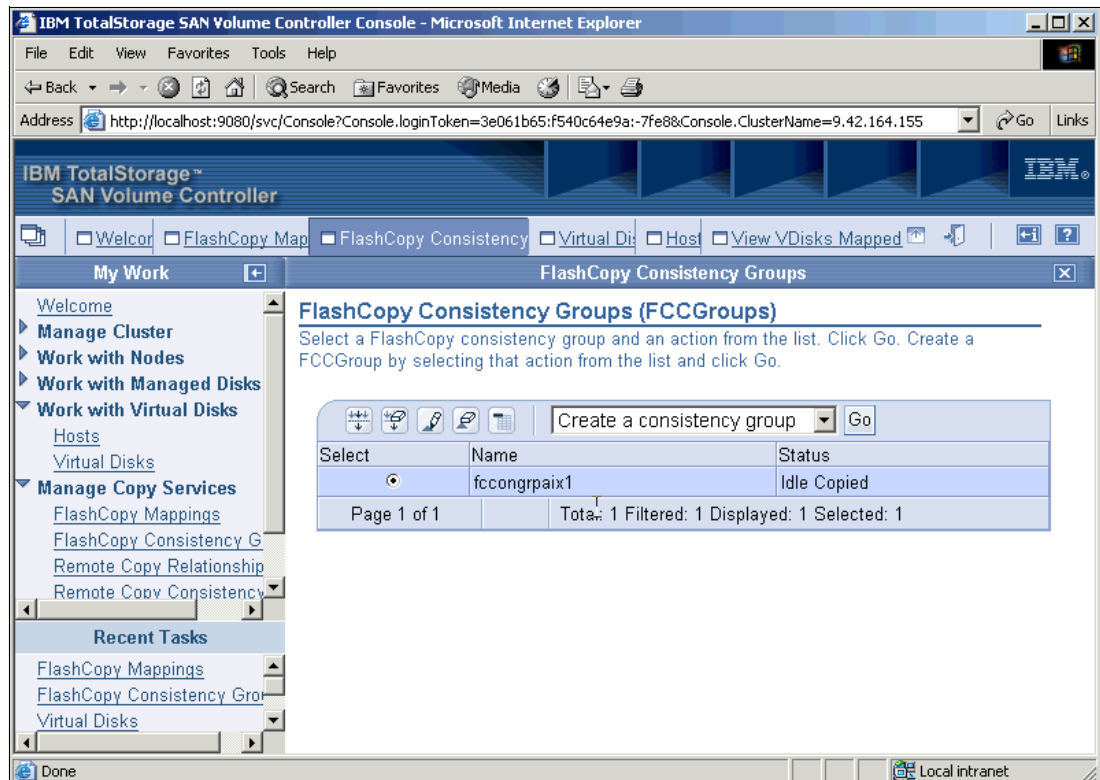 IBM TotalStorage SAN Volume Controller Console - Microsoft Internet Explorer
File Edit View Favorites Tools Help
Back Search Favorites Media
Address http://localhost:9080/svc/Console?Console.loginToken=3e061b65:f540c64e9a:-7fe8&Console.ClusterName=9.42.164.155 Go Links
IBM TotalStorage™
SAN Volume Controller
IBM®
Welcor FlashCopy Map FlashCopy Consistency Virtual Di Host View VDisks Mapped
My Work
FlashCopy Consistency Groups
Welcome
Manage Cluster
Work with Nodes
Work with Managed Disks
Work with Virtual Disks
Hosts
Virtual Disks
Manage Copy Services
FlashCopy Mappings
FlashCopy Consistency G
Remote Copy Relationship
Remote Copy Consistency
Recent Tasks
FlashCopy Mappings
FlashCopy Consistency Gro
Virtual Disks
FlashCopy Consistency Groups (FCCGroups)
Select a FlashCopy consistency group and an action from the list. Click Go. Create a
FCCGroup by selecting that action from the list and click Go.
Create a consistency group Go
Select Name Status
fccongrpaix1 Idle Copied
Page 1 of 1 Total: 1 Filtered: 1 Displayed: 1 Selected: 1
Done Local intranet